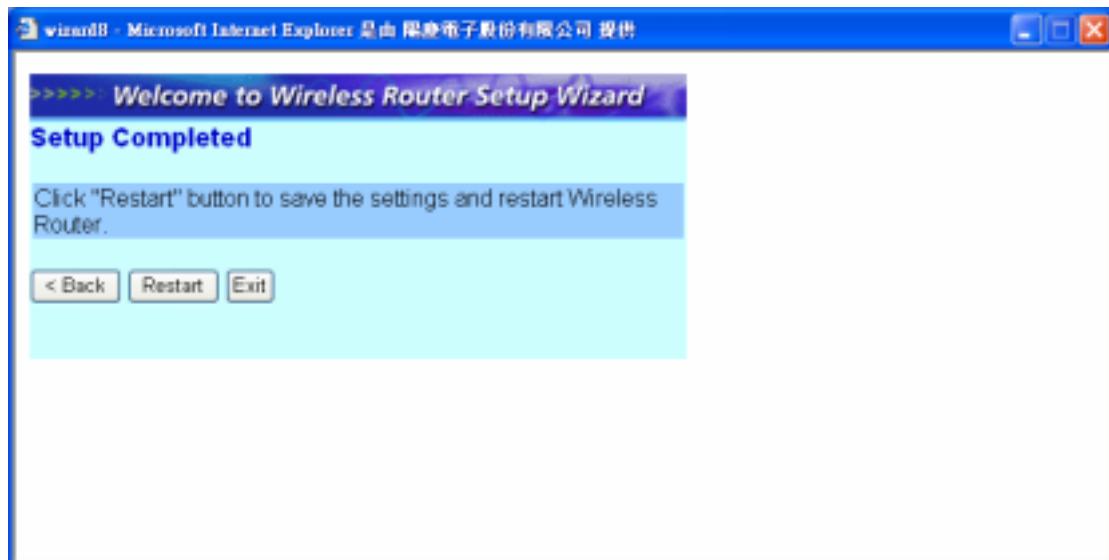 wizard8 - Microsoft Internet Explorer 是由 陽慶電子股份有限公司 提供
>>>>> Welcome to Wireless Router Setup Wizard
Setup Completed
Click "Restart" button to save the settings and restart Wireless
Router.
< Back Restart Exit